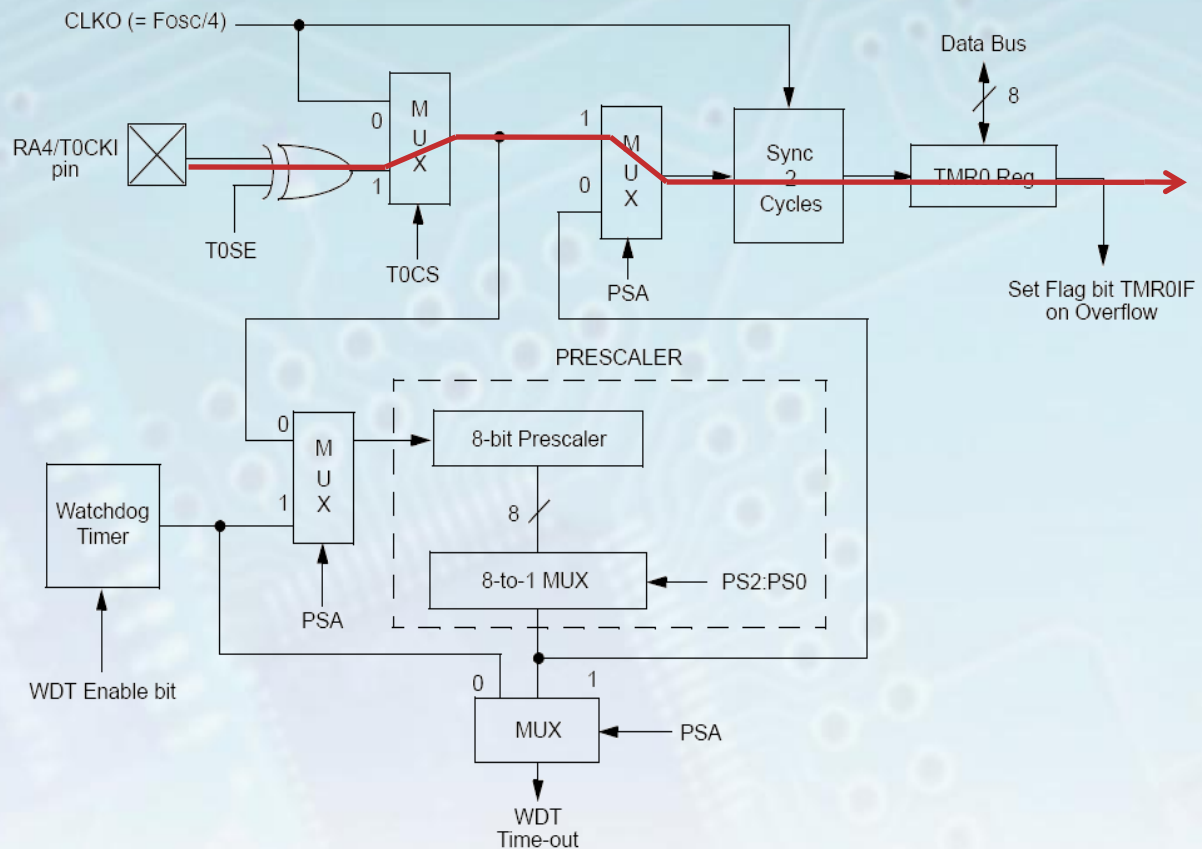 CLKO (= Fosc/4)
Data Bus
8
M
U
X
0
1
RA4/T0CKI
pin
T0SE
T0CS
1
0
M
U
X
PSA
Sync
2
Cycles
TMR0 Reg
Set Flag bit TMR0IF
on Overflow
PRESCALER
0
1
M
U
X
8-bit Prescaler
Watchdog
Timer
8
8-to-1 MUX
PS2:PS0
PSA
WDT Enable bit
0
1
MUX
PSA
WDT
Time-out